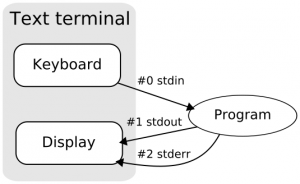 Text terminal
Keyboard
#0 stdin
Program
#1 stdout
Display
#2 stderr